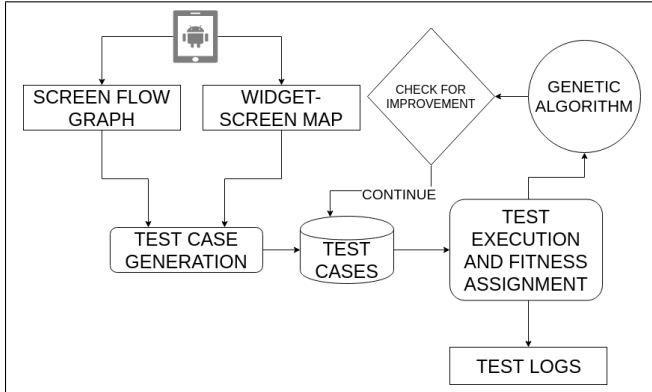 SCREEN FLOW
GRAPH
WIDGET-
SCREEN MAP
CHECK FOR
IMPROVEMENT
GENETIC
ALGORITHM
CONTINUE
TEST CASE
GENERATION
TEST
CASES
TEST
EXECUTION
AND FITNESS
ASSIGNMENT
TEST LOGS